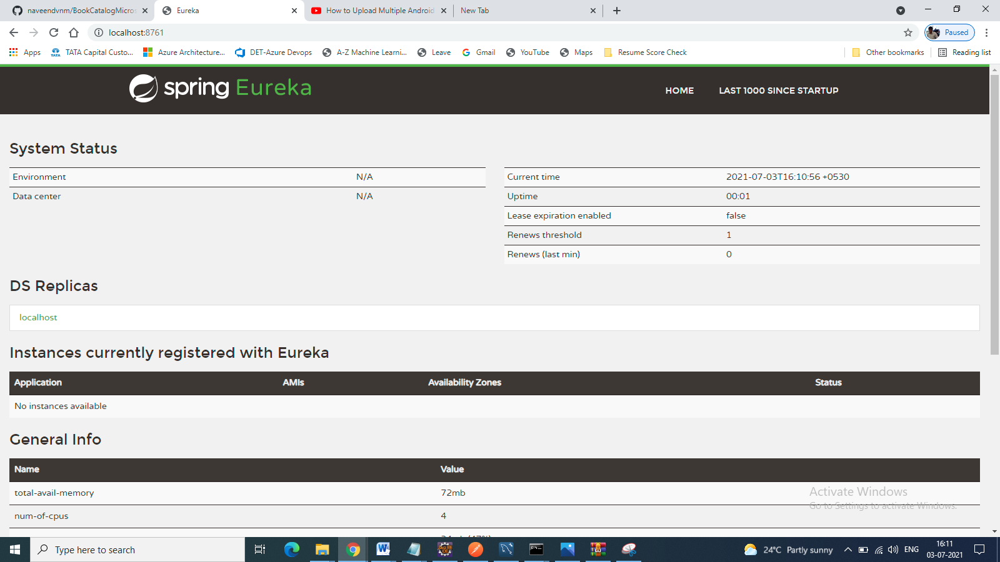 naveendvnm/BookCatalogMicros
Eureka
How to Upload Multiple Android
New Tab
localhost:8761
Paused
Apps
TATA
TATA Capital Custo...
Azure Architecture...
DET-Azure Devops
A-Z Machine Learni...
Leave
Gmail
YouTube
Maps
Resume Score Check
Other bookmarks
Reading list
spring Eureka
HOME
LAST 1000 SINCE STARTUP
System Status
Environment N/A
Data center N/A
Current time 2021-07-03T16:10:56 +0530
Uptime 00:01
Lease expiration enabled false
Renews threshold 1
Renews (last min) 0
DS Replicas
localhost
Instances currently registered with Eureka
Application AMIs Availability Zones Status
No instances available
General Info
Name Value
total-avail-memory 72mb
num-of-cpus 4
Activate Windows
Go to Settings to activate Windows.
Type here to search
24°C Partly sunny
ENG
16:11
03-07-2021